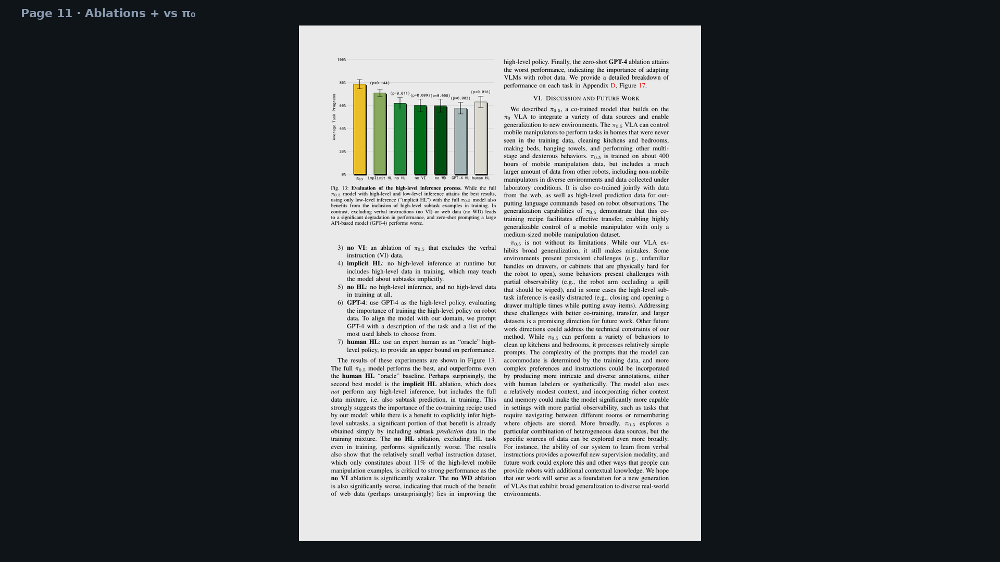 Page 11 · Ablations + vs π₀
100%
80%
60%
40%
20%
0%
Average Task Progress
(p=0.144)
(p=0.011)
(p=0.009)
(p=0.008)
(p=0.002)
(p=0.016)
π0.5 implicit HL no HL no VI no WD GPT-4 HL human HL
Fig. 13: Evaluation of the high-level inference process. While the full
π0.5 model with high-level and low-level inference attains the best results,
using only low-level inference (“implicit HL”) with the full π0.5 model also
benefits from the inclusion of high-level subtask examples in training. In
contrast, excluding verbal instructions (no VI) or web data (no WD) leads
to a significant degradation in performance, and zero-shot prompting a large
API-based model (GPT-4) performs worse.
3) no VI: an ablation of π0.5 that excludes the verbal
instruction (VI) data.
4) implicit HL: no high-level inference at runtime but
includes high-level data in training, which may teach
the model about subtasks implicitly.
5) no HL: no high-level inference, and no high-level data
in training at all.
6) GPT-4: use GPT-4 as the high-level policy, evaluating
the importance of training the high-level policy on robot
data. To align the model with our domain, we prompt
GPT-4 with a description of the task and a list of the
most used labels to choose from.
7) human HL: use an expert human as an “oracle” high-
level policy, to provide an upper bound on performance.
The results of these experiments are shown in Figure 13.
The full π0.5 model performs the best, and outperforms even
the human HL “oracle” baseline. Perhaps surprisingly, the
second best model is the implicit HL ablation, which does
not perform any high-level inference, but includes the full
data mixture, i.e. also subtask prediction, in training. This
strongly suggests the importance of the co-training recipe used
by our model: while there is a benefit to explicitly infer high-
level subtasks, a significant portion of that benefit is already
obtained simply by including subtask prediction data in the
training mixture. The no HL ablation, excluding HL task
even in training, performs significantly worse. The results
also show that the relatively small verbal instruction dataset,
which only constitutes about 11% of the high-level mobile
manipulation examples, is critical to strong performance as the
no VI ablation is significantly weaker. The no WD ablation
is also significantly worse, indicating that much of the benefit
of web data (perhaps unsurprisingly) lies in improving the
high-level policy. Finally, the zero-shot GPT-4 ablation attains
the worst performance, indicating the importance of adapting
VLMs with robot data. We provide a detailed breakdown of
performance on each task in Appendix D, Figure 17.
VI. DISCUSSION AND FUTURE WORK
We described π0.5, a co-trained model that builds on the
π0 VLA to integrate a variety of data sources and enable
generalization to new environments. The π0.5 VLA can control
mobile manipulators to perform tasks in homes that were never
seen in the training data, cleaning kitchens and bedrooms,
making beds, hanging towels, and performing other multi-
stage and dexterous behaviors. π0.5 is trained on about 400
hours of mobile manipulation data, but includes a much
larger amount of data from other robots, including non-mobile
manipulators in diverse environments and data collected under
laboratory conditions. It is also co-trained jointly with data
from the web, as well as high-level prediction data for out-
putting language commands based on robot observations. The
generalization capabilities of π0.5 demonstrate that this co-
training recipe facilitates effective transfer, enabling highly
generalizable control of a mobile manipulator with only a
medium-sized mobile manipulation dataset.
π0.5 is not without its limitations. While our VLA ex-
hibits broad generalization, it still makes mistakes. Some
environments present persistent challenges (e.g., unfamiliar
handles on drawers, or cabinets that are physically hard for
the robot to open), some behaviors present challenges with
partial observability (e.g., the robot arm occluding a spill
that should be wiped), and in some cases the high-level sub-
task inference is easily distracted (e.g., closing and opening a
drawer multiple times while putting away items). Addressing
these challenges with better co-training, transfer, and larger
datasets is a promising direction for future work. Other future
work directions could address the technical constraints of our
method. While π0.5 can perform a variety of behaviors to
clean up kitchens and bedrooms, it processes relatively simple
prompts. The complexity of the prompts that the model can
accommodate is determined by the training data, and more
complex preferences and instructions could be incorporated
by producing more intricate and diverse annotations, either
with human labelers or synthetically. The model also uses
a relatively modest context, and incorporating richer context
and memory could make the model significantly more capable
in settings with more partial observability, such as tasks that
require navigating between different rooms or remembering
where objects are stored. More broadly, π0.5 explores a
particular combination of heterogeneous data sources, but the
specific sources of data can be explored even more broadly.
For instance, the ability of our system to learn from verbal
instructions provides a powerful new supervision modality, and
future work could explore this and other ways that people can
provide robots with additional contextual knowledge. We hope
that our work will serve as a foundation for a new generation
of VLAs that exhibit broad generalization to diverse real-world
environments.